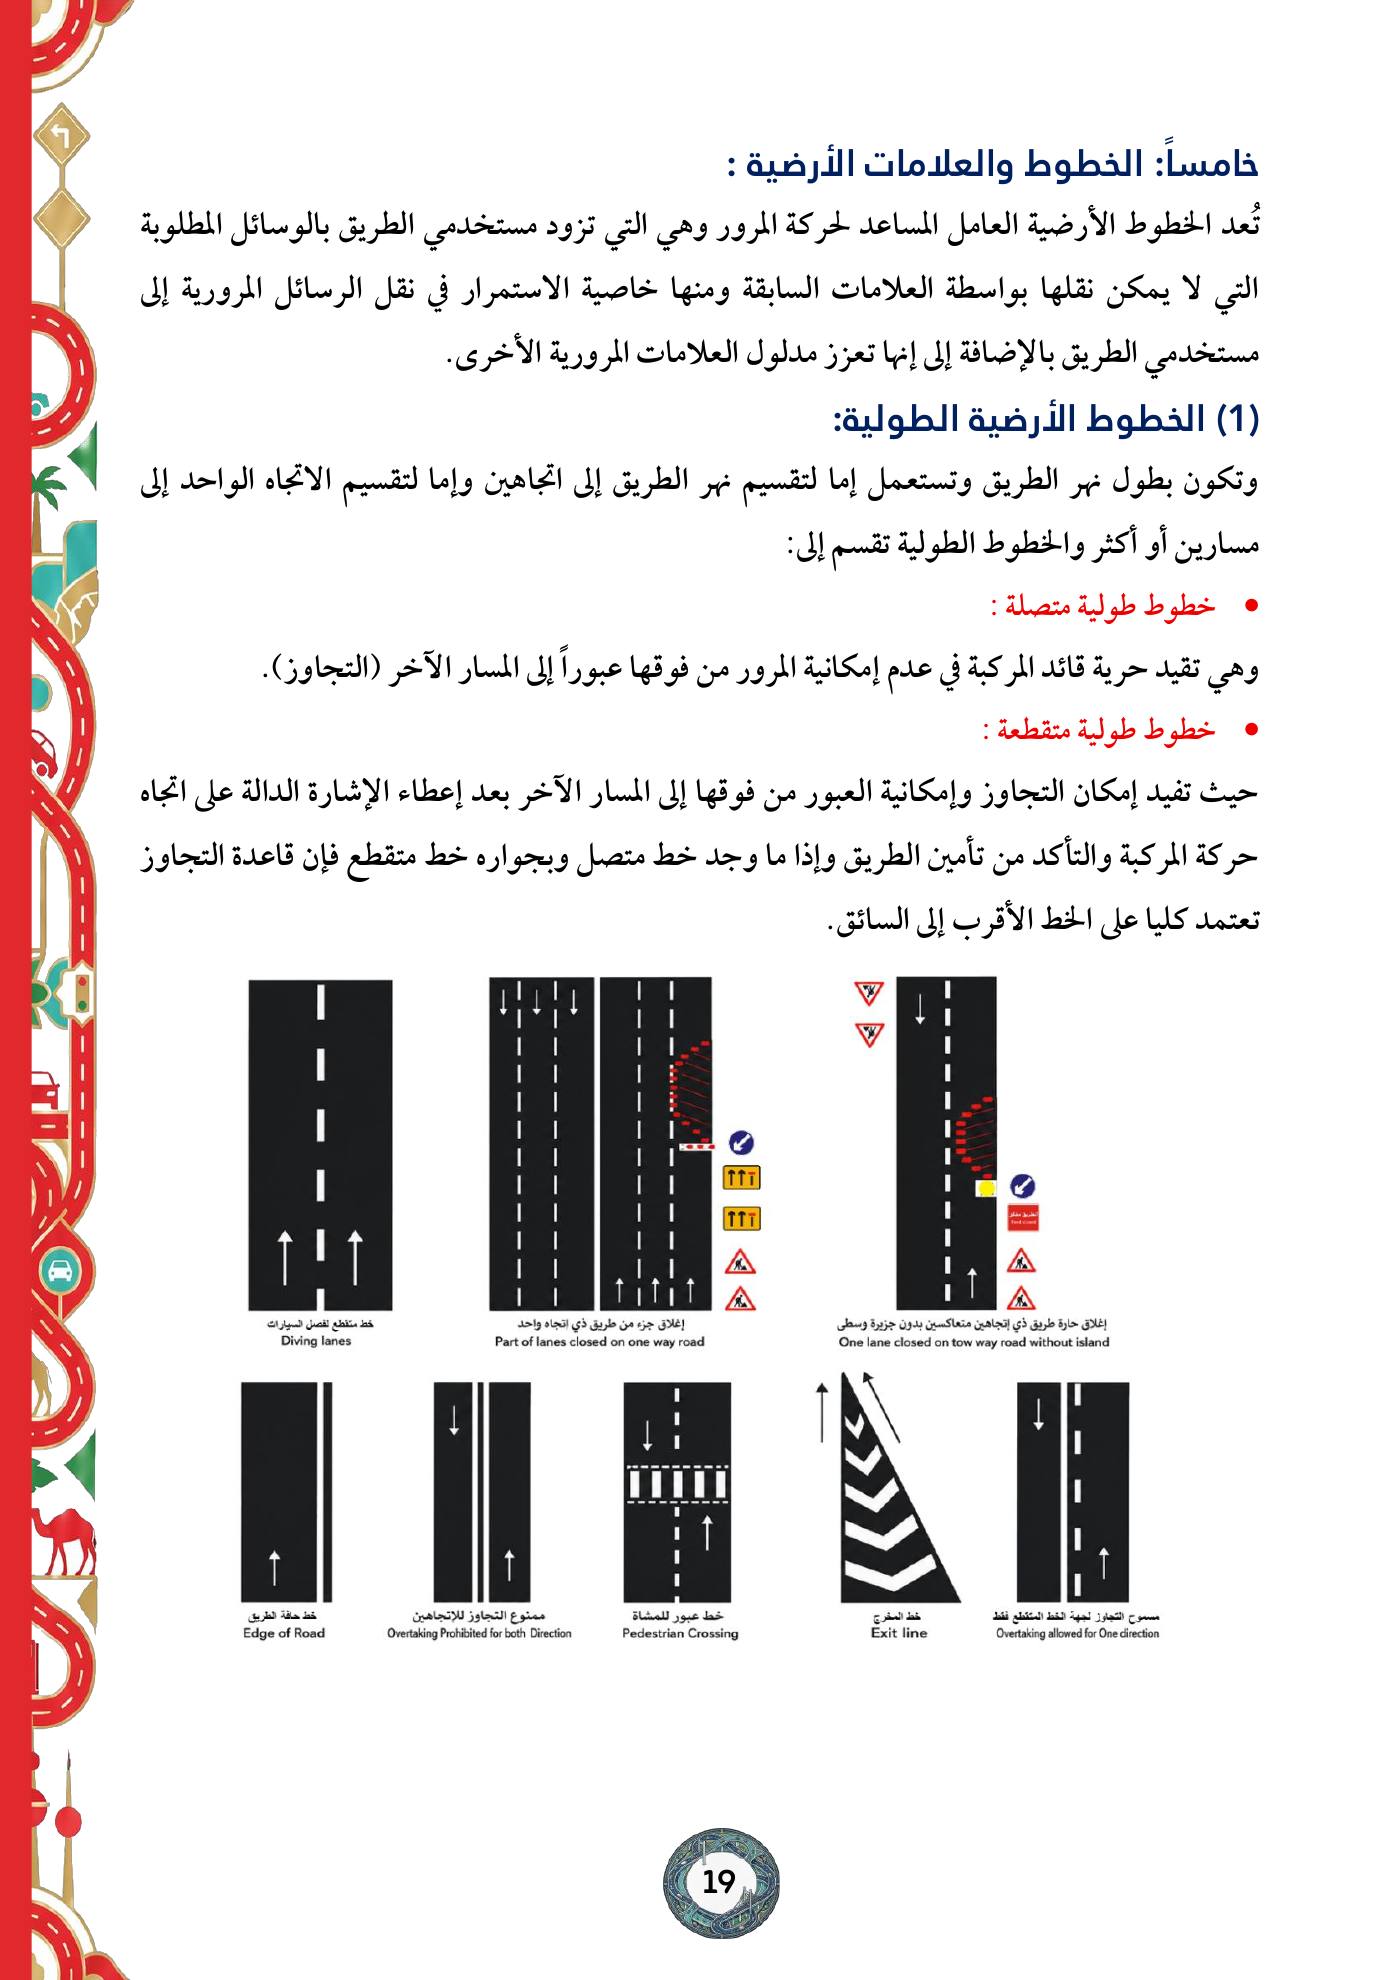 خامساً: الخطوط والعلامات الأرضية :
تُعد الخطوط الأرضية العامل المساعد لحركة المرور وهي التي تزود مستخدمي الطريق بالوسائل المطلوبة
التي لا يمكن نقلها بواسطة العلامات السابقة ومنها خاصية الاستمرار في نقل الرسائل المرورية إلى
مستخدمي الطريق بالإضافة إلى إنها تعزز مدلول العلامات المرورية الأخرى.
(1) الخطوط الأرضية الطولية:
وتكون بطول نهر الطريق وتستعمل إما لتقسيم نهر الطريق إلى اتجاهين وإما لتقسيم الاتجاه الواحد إلى
مسارين أو أكثر والخطوط الطولية تقسم إلى:
• خطوط طولية متصلة :
وهي تقيد حرية قائد المركبة في عدم إمكانية المرور من فوقها عبوراً إلى المسار الآخر (التجاوز).
• خطوط طولية متقطعة :
حيث تفيد إمكان التجاوز وإمكانية العبور من فوقها إلى المسار الآخر بعد إعطاء الإشارة الدالة على اتجاه
حركة المركبة والتأكد من تأمين الطريق وإذا ما وجد خط متصل وبجواره خط متقطع فإن قاعدة التجاوز
تعتمد كليا على الخط الأقرب إلى السائق.
الطريق مغلق
Road closed
إغلاق حارة طريق ذي إتجاهين متعاكسين بدون جزيرة وسطى
One lane closed on tow way road without island
إغلاق جزء من طريق ذي إتجاه واحد
Part of lanes closed on one way road
خط متقطع لفصل السيارات
Diving lanes
مسموح التجاوز لجهة الخط المتقطع فقط
Overtaking allowed for One direction
خط المخرج
Exit line
خط عبور للمشاة
Pedestrian Crossing
ممنوع التجاوز للإتجاهين
Overtaking Prohibited for both Direction
خط حافة الطريق
Edge of Road
19